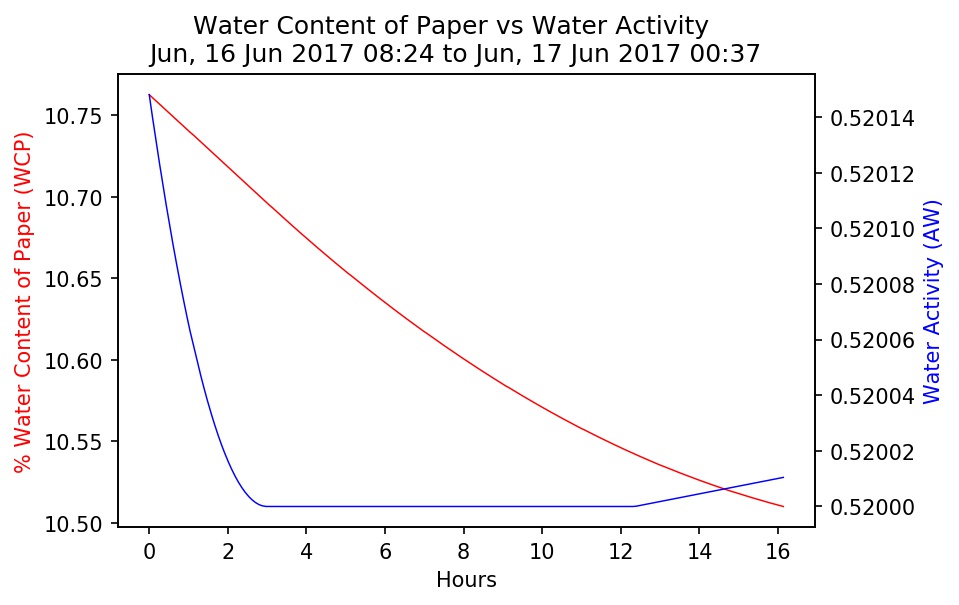 Water Content of Paper vs Water Activity
Jun, 16 Jun 2017 08:24 to Jun, 17 Jun 2017 00:37
% Water Content of Paper (WCP)
10.75
10.70
10.65
10.60
10.55
10.50
0.52014
0.52012
0.52010
0.52008
0.52006
0.52004
0.52002
0.52000
Water Activity (AW)
0 2 4 6 8 10 12 14 16
Hours